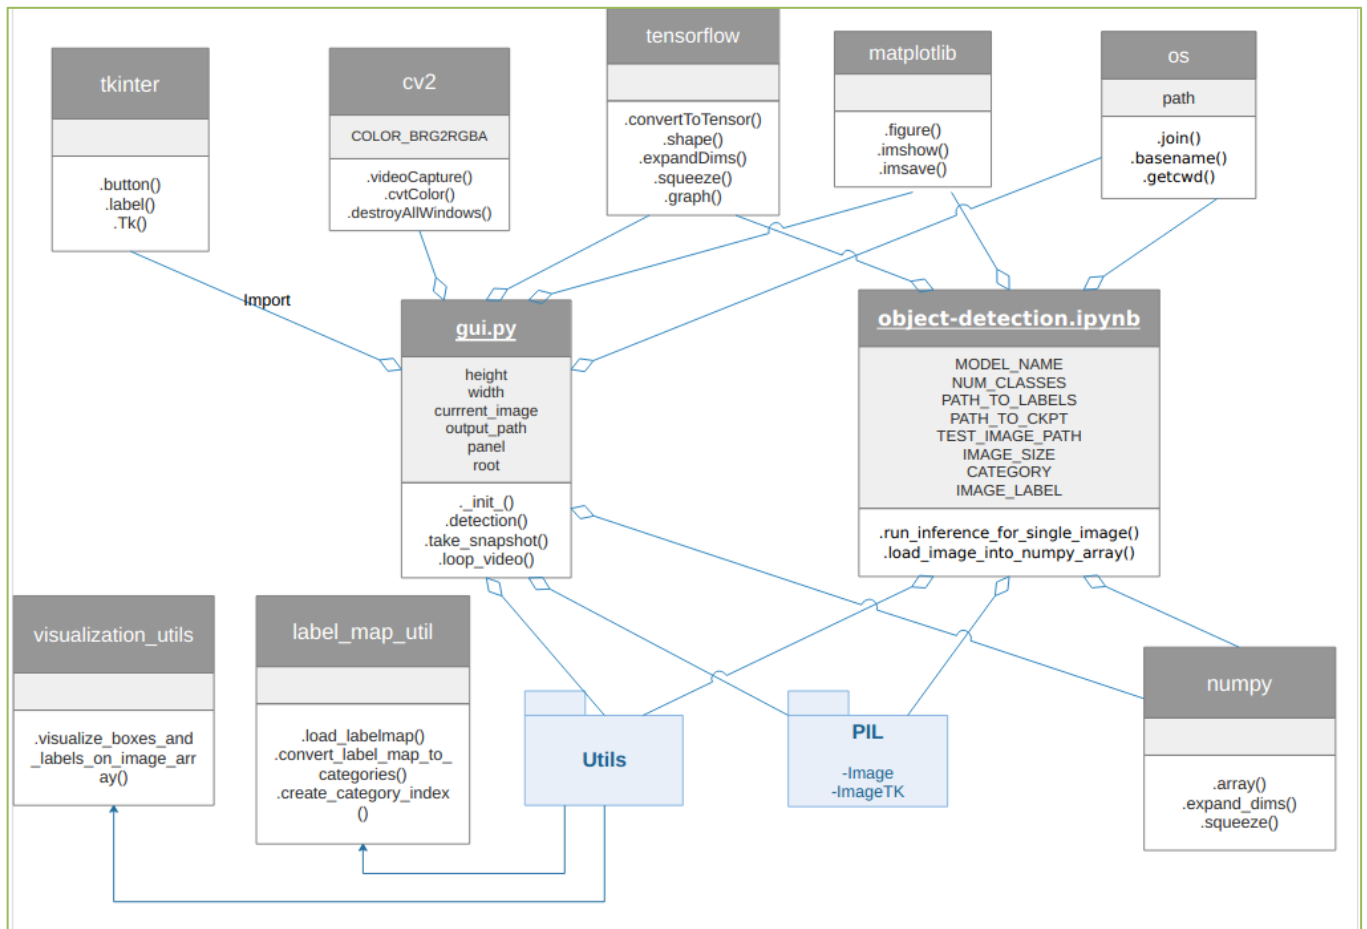 tkinter
.button()
.label()
.Tk()
cv2
COLOR_BRG2RGBA
.videoCapture()
.cvtColor()
.destroyAllWindows()
tensorflow
.convertToTensor()
.shape()
.expandDims()
.squeeze()
.graph()
matplotlib
.figure()
.imshow()
.imsave()
os
path
.join()
.basename()
.getcwd()
Import
gui.py
height
width
currrent_image
output_path
panel
root
._init_()
.detection()
.take_snapshot()
.loop_video()
object-detection.ipynb
MODEL_NAME
NUM_CLASSES
PATH_TO_LABELS
PATH_TO_CKPT
TEST_IMAGE_PATH
IMAGE_SIZE
CATEGORY
IMAGE_LABEL
.run_inference_for_single_image()
.load_image_into_numpy_array()
visualization_utils
.visualize_boxes_and
_labels_on_image_arr
ay()
label_map_util
.load_labelmap()
.convert_label_map_to_
categories()
.create_category_index
()
Utils
PIL
-Image
-ImageTK
numpy
.array()
.expand_dims()
.squeeze()